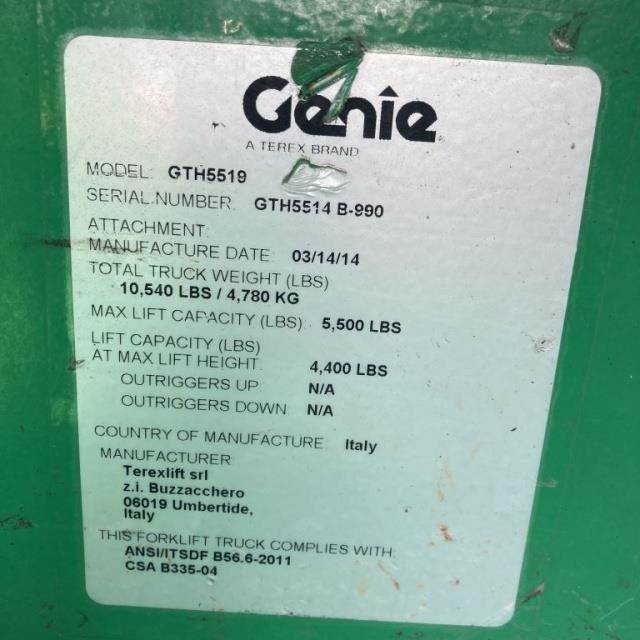 Genie
A TEREX BRAND
MODEL: GTH5519
SERIAL NUMBER: GTH5514 B-990
ATTACHMENT:
MANUFACTURE DATE: 03/14/14
TOTAL TRUCK WEIGHT (LBS)
10,540 LBS / 4,780 KG
MAX LIFT CAPACITY (LBS): 5,500 LBS
LIFT CAPACITY (LBS)
AT MAX LIFT HEIGHT: 4,400 LBS
OUTRIGGERS UP: N/A
OUTRIGGERS DOWN: N/A
COUNTRY OF MANUFACTURE: Italy
MANUFACTURER:
Terexlift srl
z.i. Buzzacchero
06019 Umbertide,
Italy
THIS FORKLIFT TRUCK COMPLIES WITH:
ANSI/ITSDF B56.6-2011
CSA B335-04